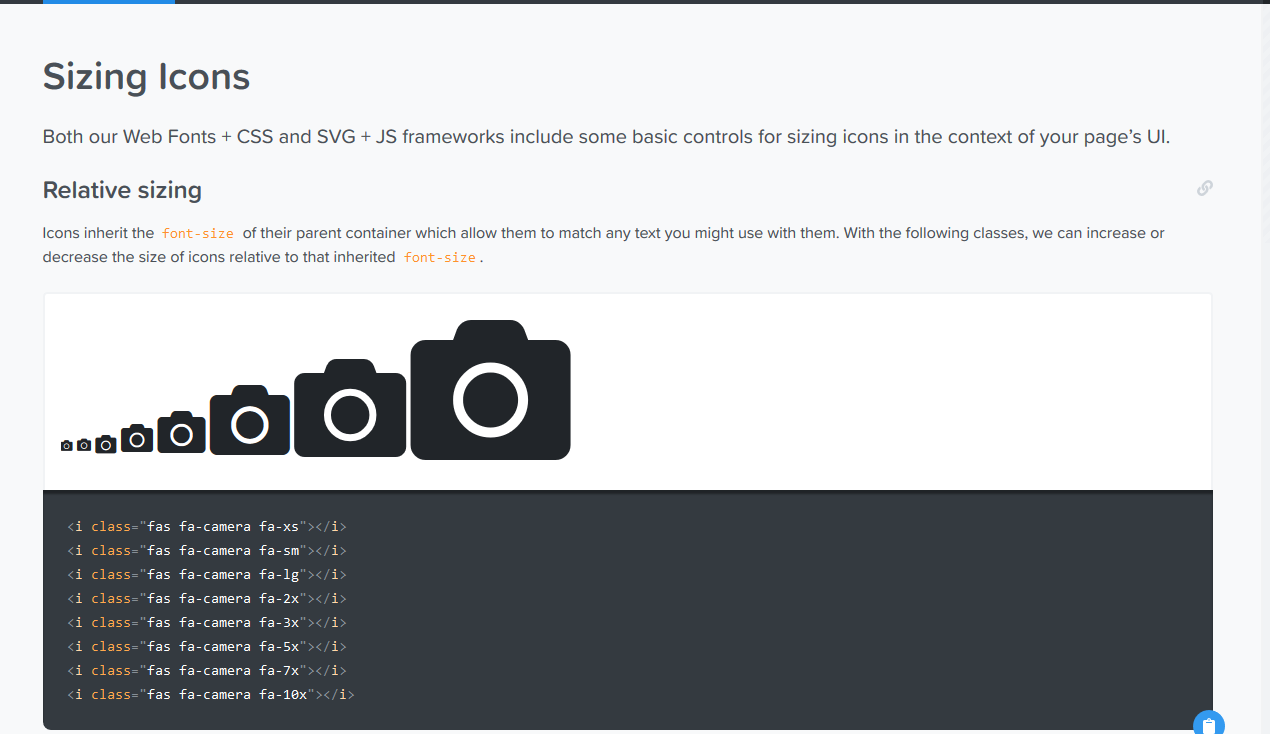 Sizing Icons
Both our Web Fonts + CSS and SVG + JS frameworks include some basic controls for sizing icons in the context of your page’s UI.
Relative sizing
Icons inherit the font-size of their parent container which allow them to match any text you might use with them. With the following classes, we can increase or
decrease the size of icons relative to that inherited font-size.
<i class="fas fa-camera fa-xs"></i>
<i class="fas fa-camera fa-sm"></i>
<i class="fas fa-camera fa-lg"></i>
<i class="fas fa-camera fa-2x"></i>
<i class="fas fa-camera fa-3x"></i>
<i class="fas fa-camera fa-5x"></i>
<i class="fas fa-camera fa-7x"></i>
<i class="fas fa-camera fa-10x"></i>